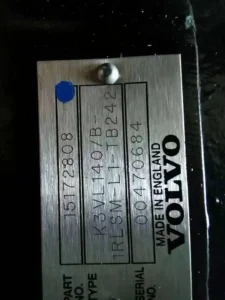 PART NO. 15172808
TYPE K3VL140/B-
1RLSM-L1-TB242
SERIAL NO. 00470684
MADE IN ENGLAND
VOLVO